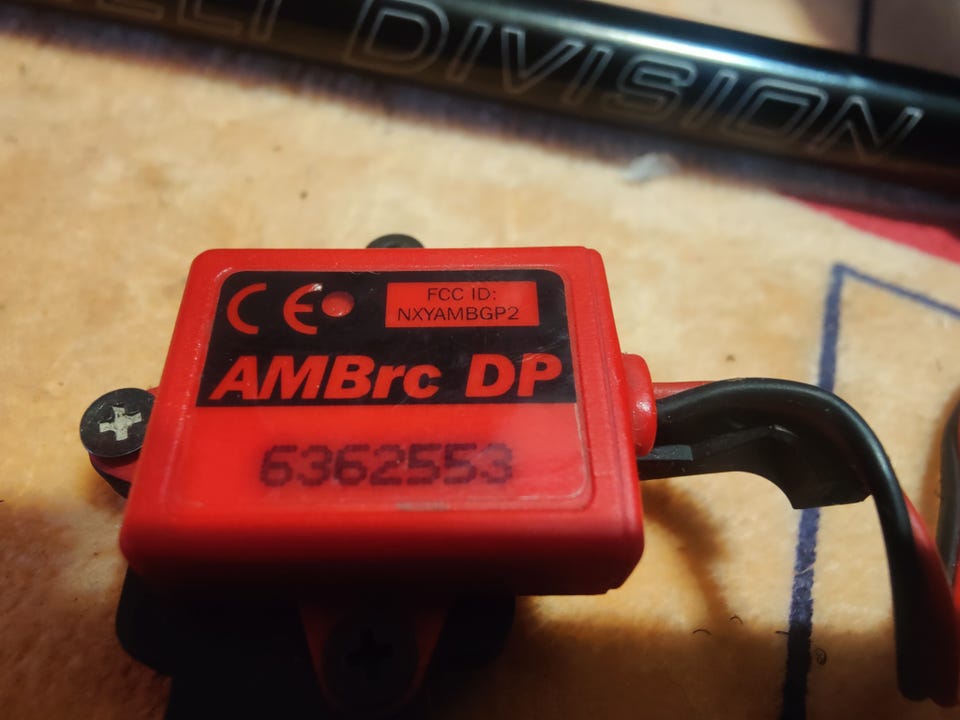 DIVISION
CE
FCC ID:
NXYAMBGP2
AMBrc DP
6362553